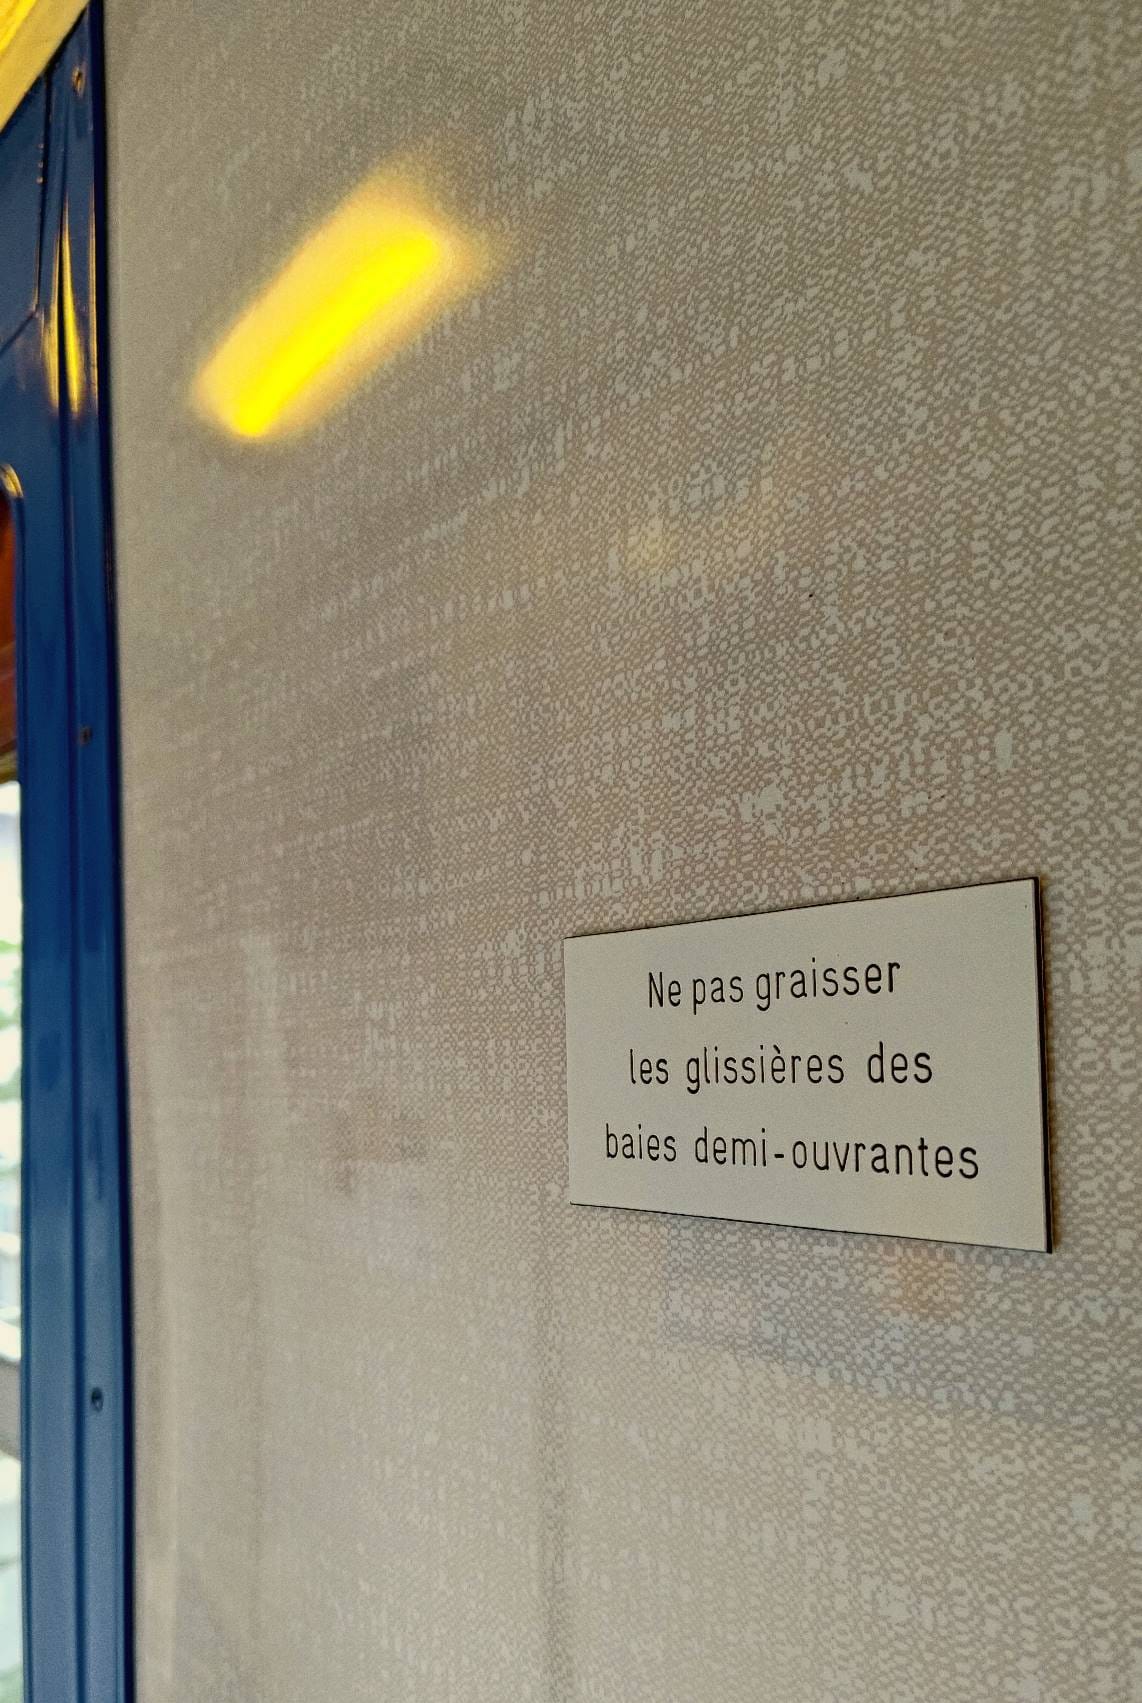 Ne pas graisser
les glissières des
baies demi-ouvrantes